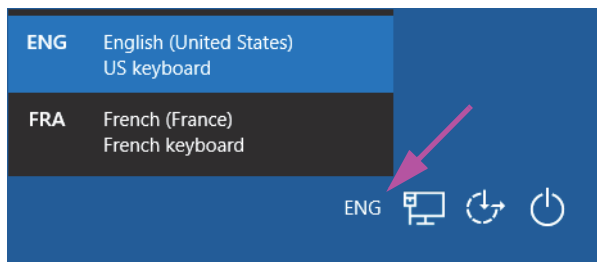 ENG English (United States)
US keyboard
FRA French (France)
French keyboard
ENG